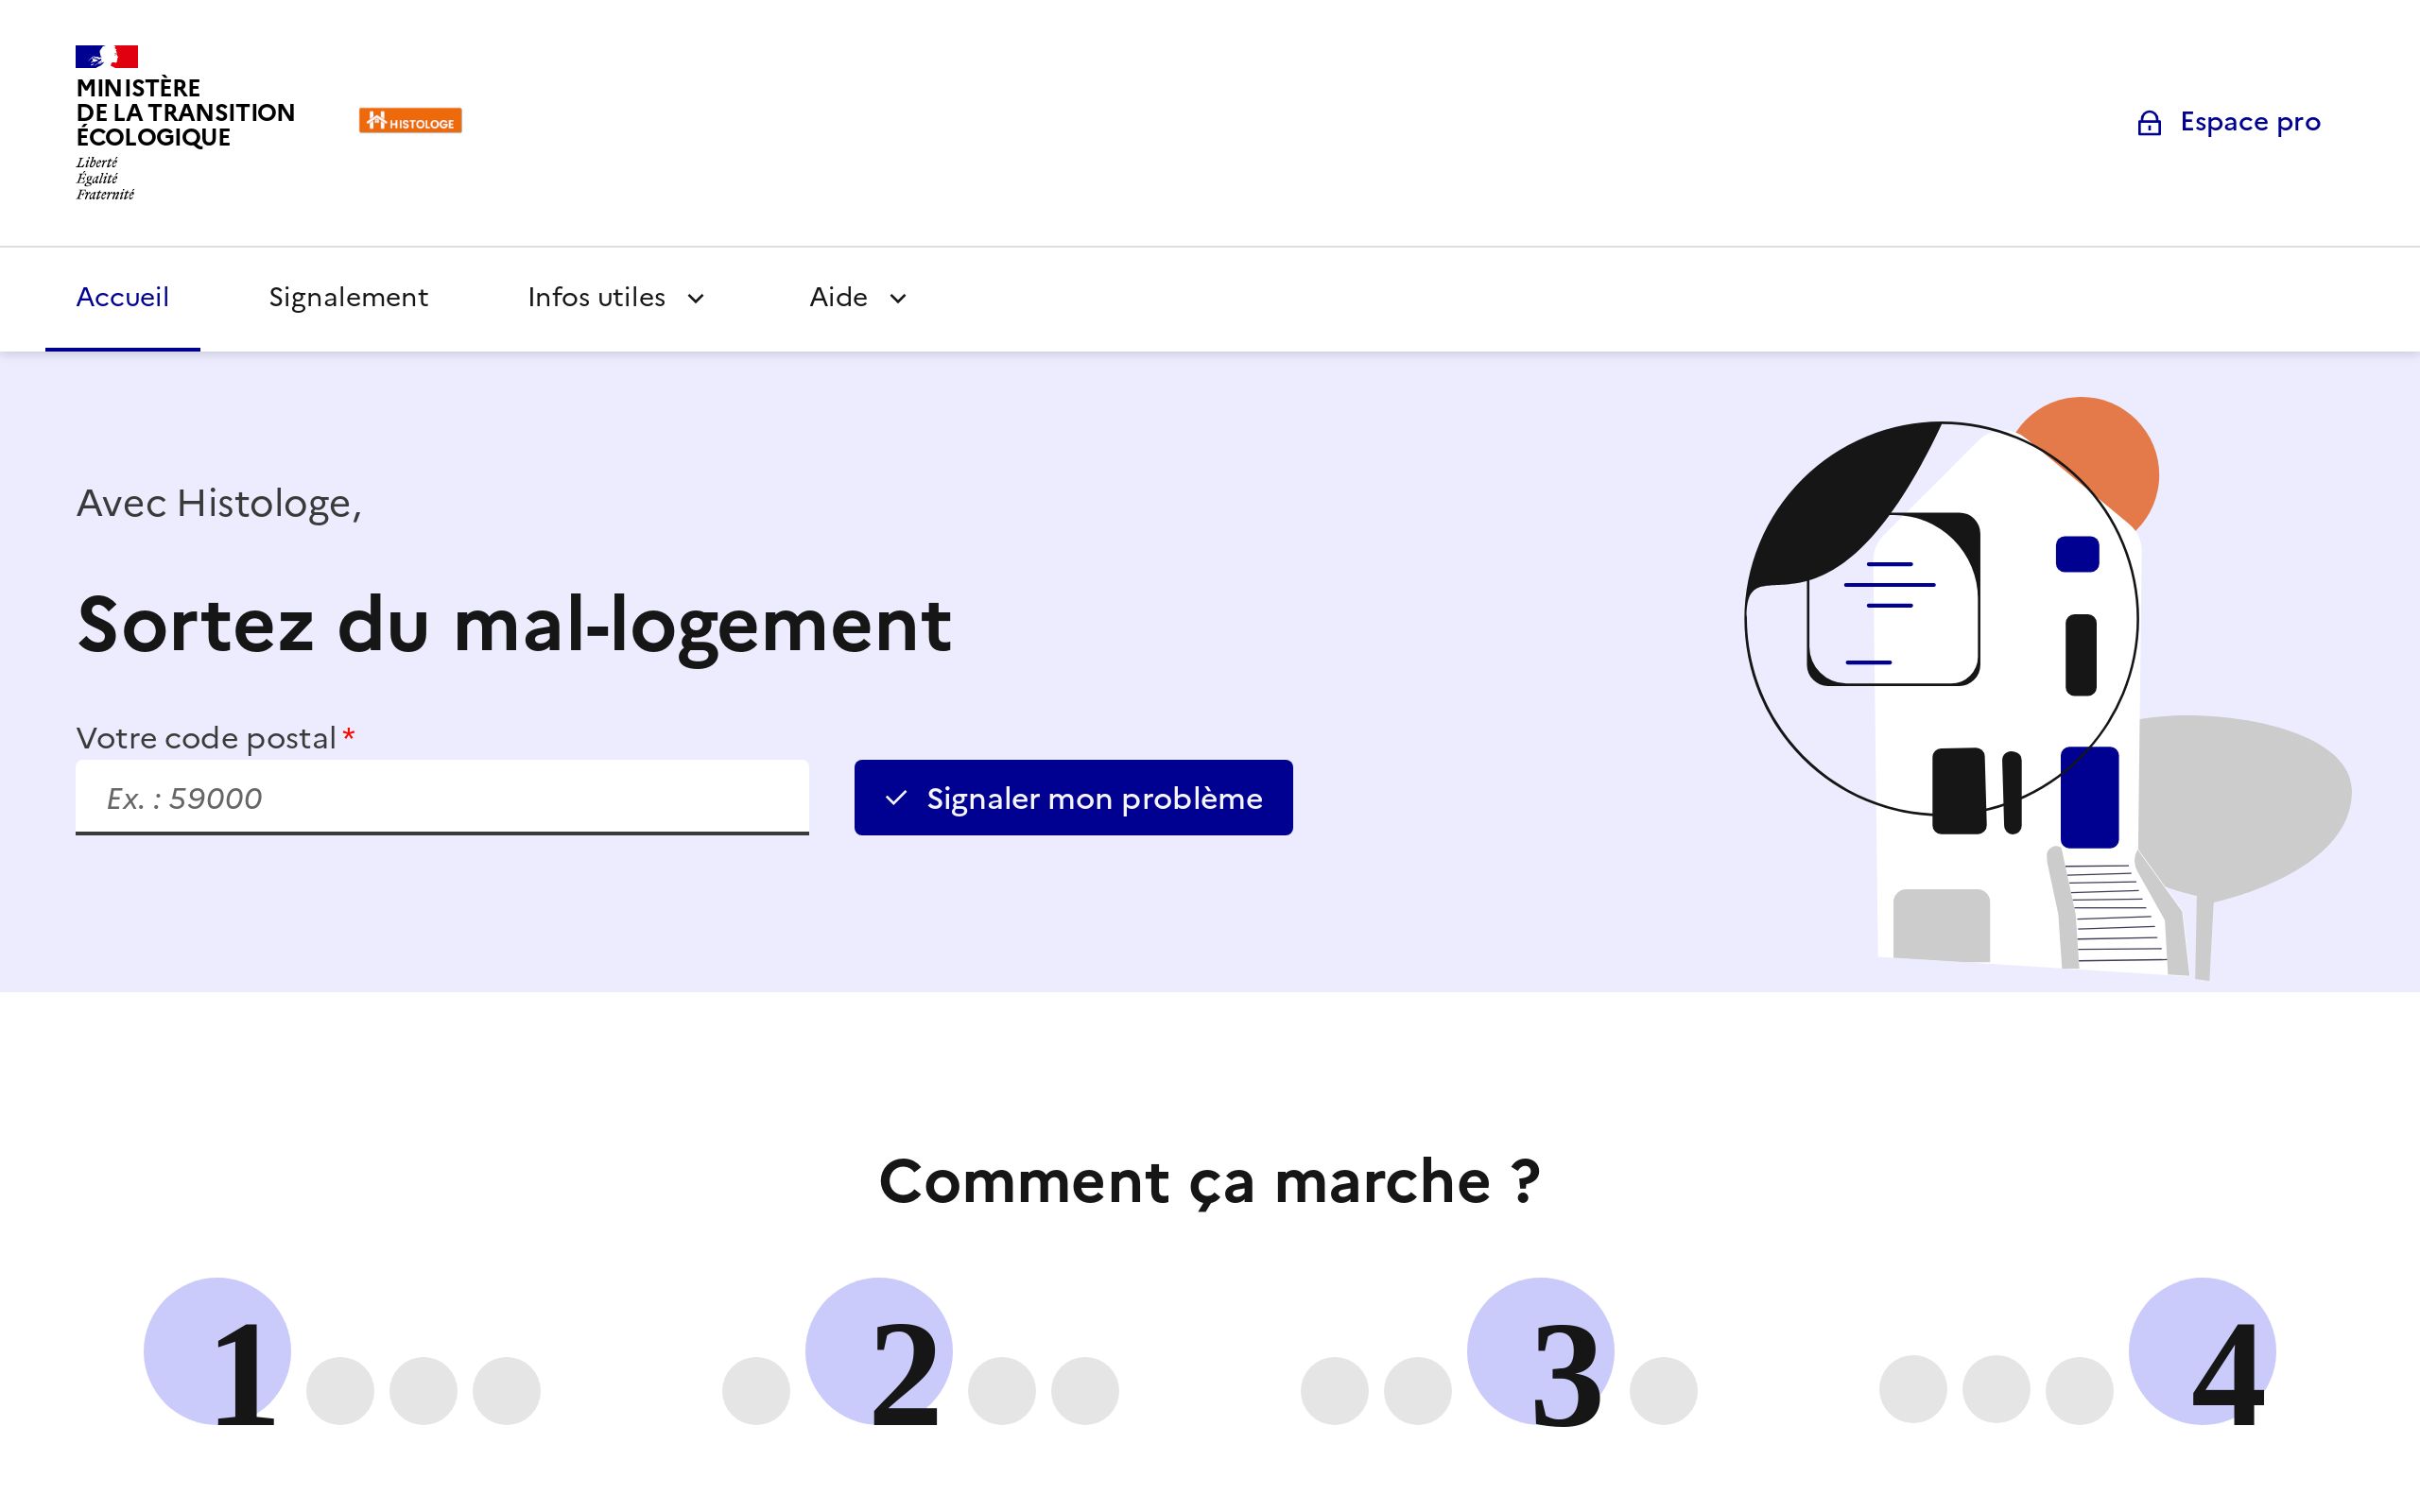 MINISTÈRE
DE LA TRANSITION
ÉCOLOGIQUE
Liberté
Égalité
Fraternité
HISTOLOGE
Espace pro
Accueil
Signalement
Infos utiles
Aide
Avec Histologe,
Sortez du mal-logement
Votre code postal *
Ex. : 59000
Signaler mon problème
Comment ça marche ?
1
2
3
4